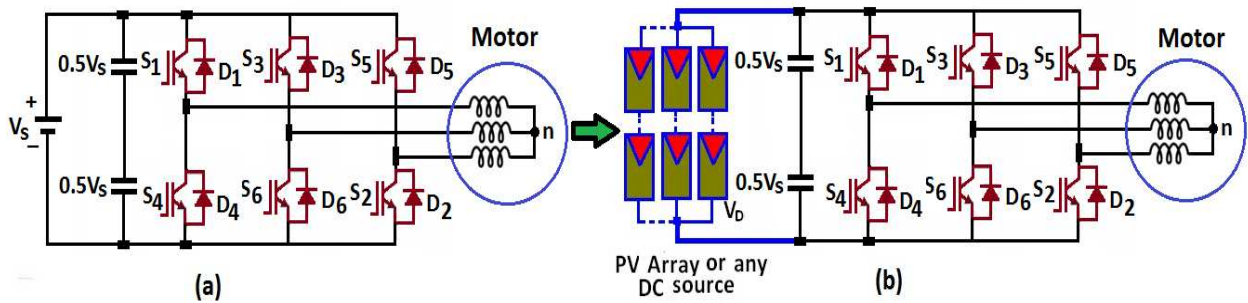 0.5Vs
S1
D1
S3
D3
S5
D5
Motor
+
Vs
−
n
0.5Vs
S4
D4
S6
D6
S2
D2
(a)
0.5Vs
S1
D1
S3
D3
S5
D5
Motor
n
0.5Vs
S4
D4
S6
D6
S2
D2
VD
PV Array or any
DC source
(b)